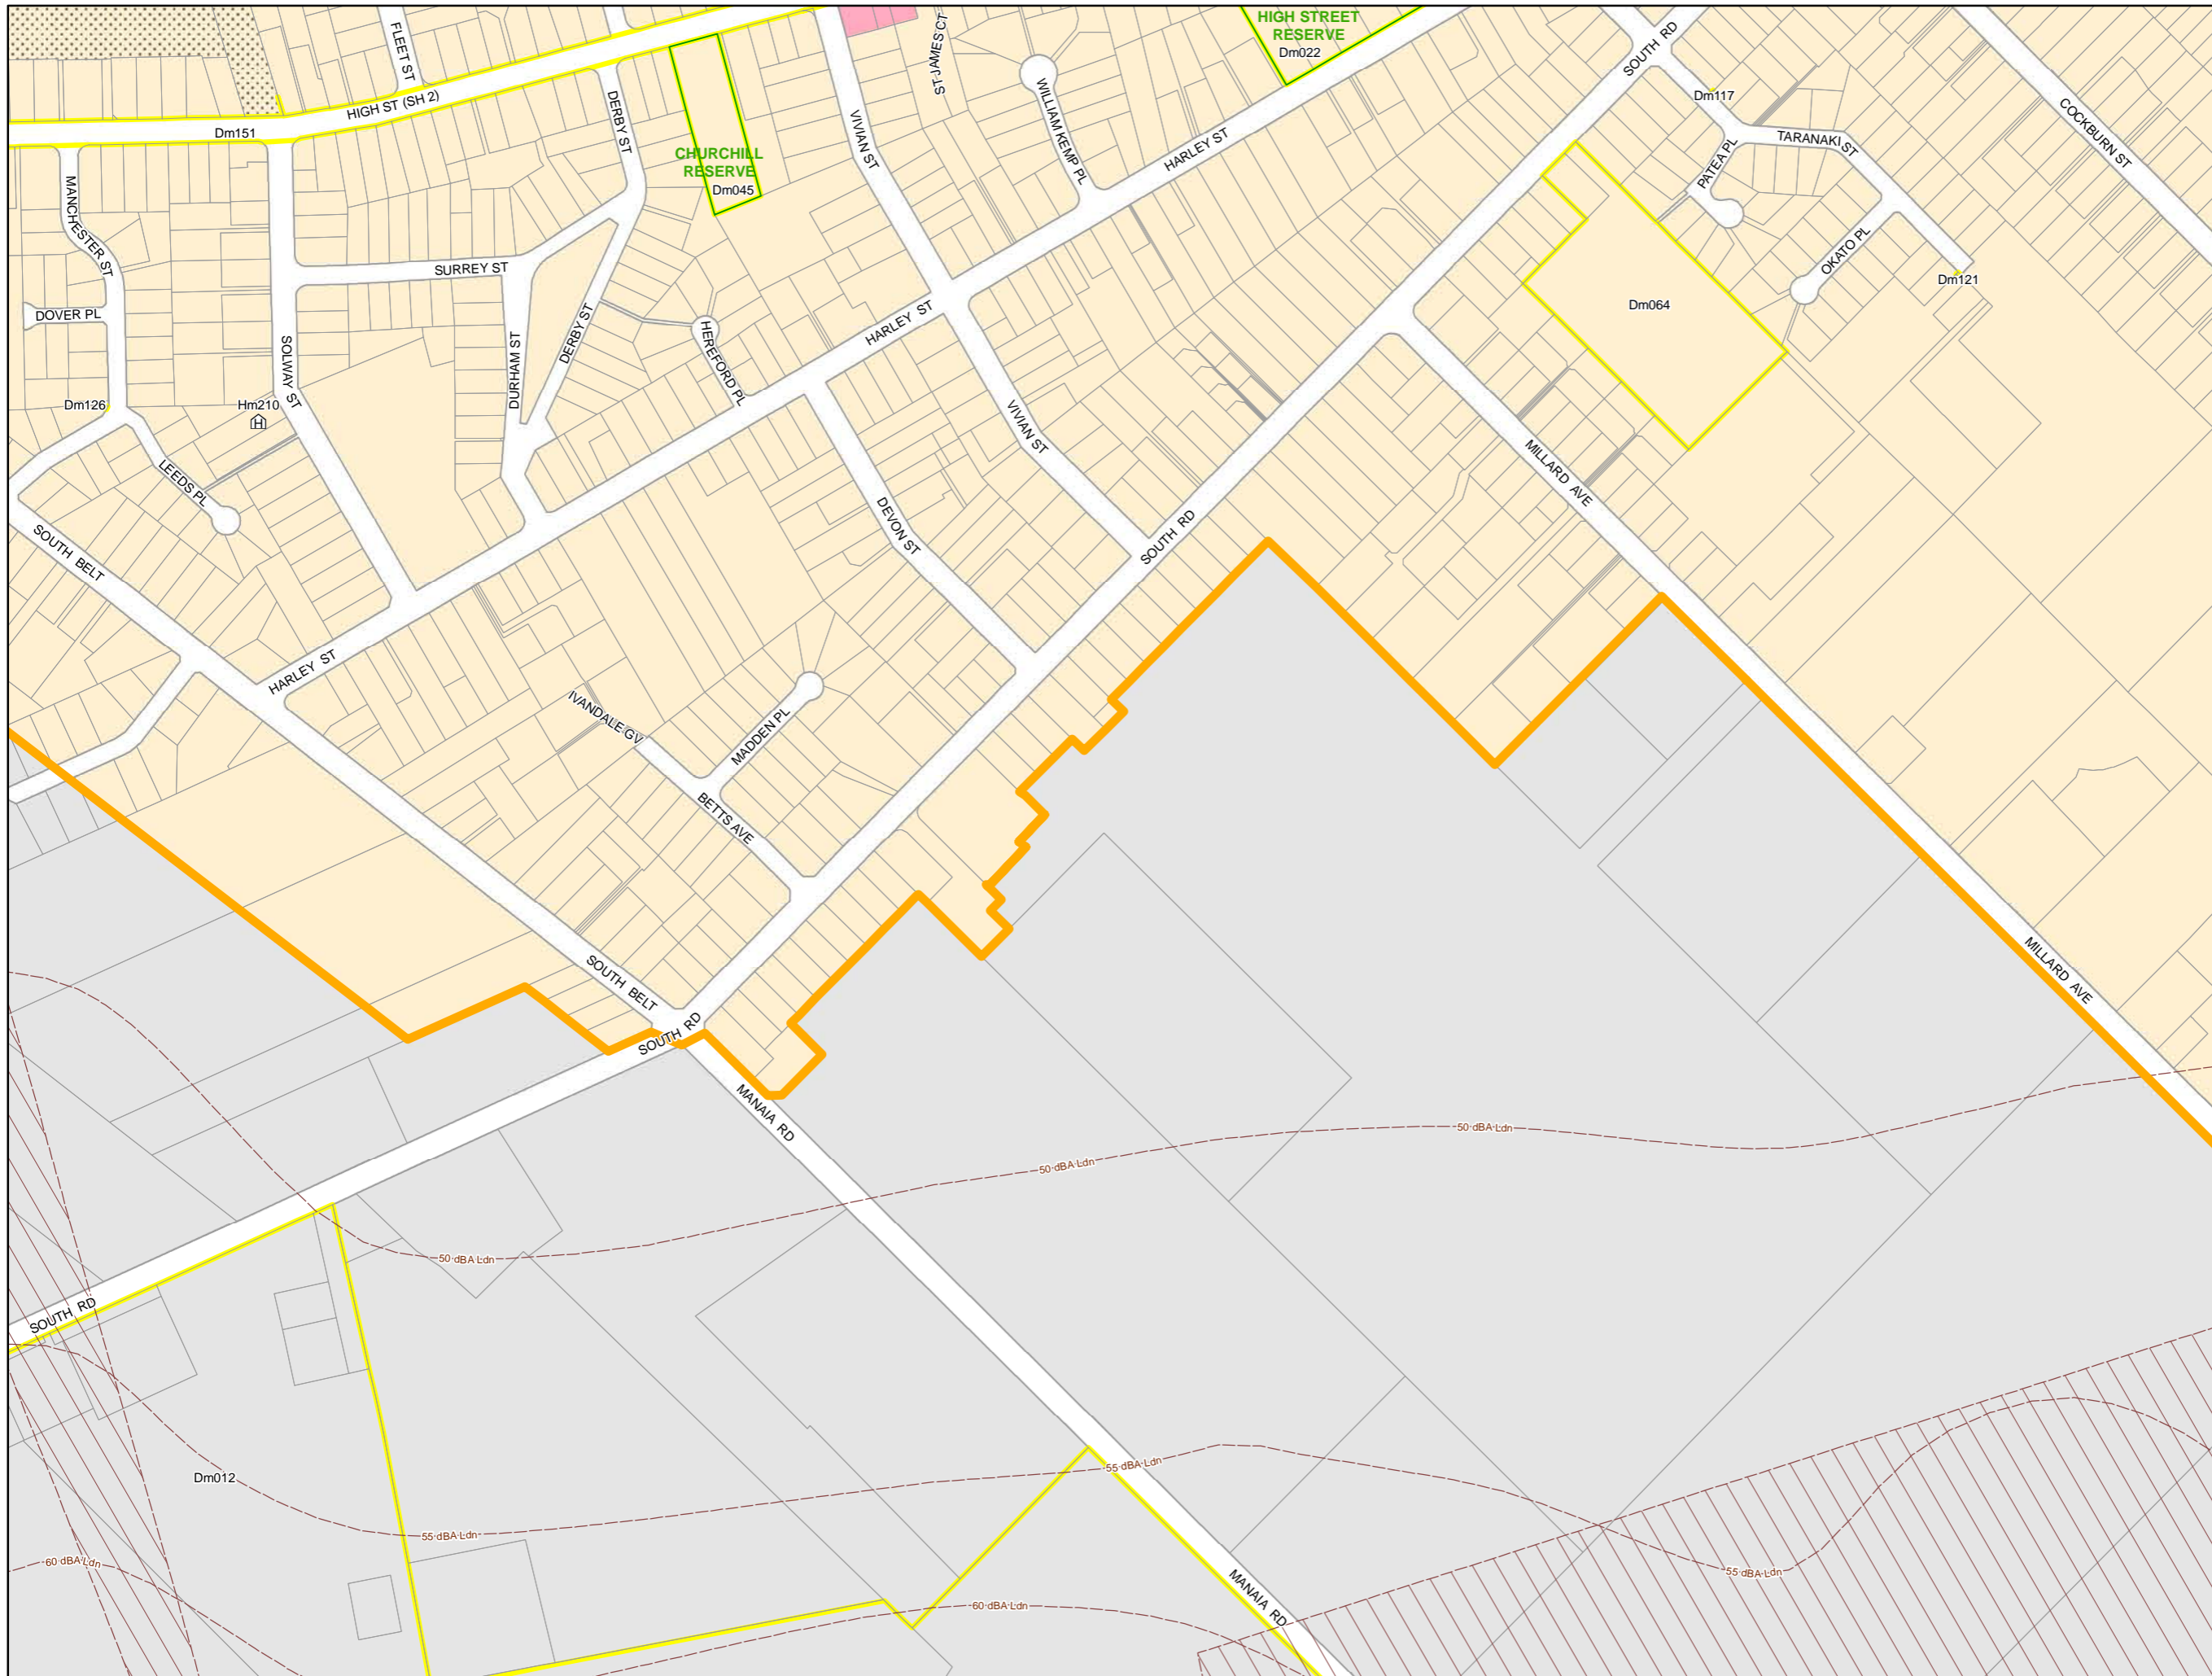 HIGH STREET
RESERVE
Dm022
FLEET ST
ST JAMES CT
SOUTH RD
HIGH ST (SH 2)
Dm151
DERBY ST
VIVIAN ST
WILLIAM KEMP PL
HARLEY ST
Dm117
COCKBURN ST
TARANAKI ST
PATEA PL
CHURCHILL
RESERVE
Dm045
MANCHESTER ST
SURREY ST
OKATO PL
Dm121
DOVER PL
Dm064
HARLEY ST
DERBY ST
HEREFORD PL
DURHAM ST
SOLWAY ST
Dm126
Hm210
H
VIVIAN ST
LEEDS PL
MILLARD AVE
DEVON ST
SOUTH RD
SOUTH BELT
HARLEY ST
IVANDALE GV
MADDEN PL
BETTS AVE
SOUTH BELT
SOUTH RD
MILLARD AVE
MANAIA RD
50 dBA Ldn
50 dBA Ldn
50 dBA Ldn
SOUTH RD
Dm012
55 dBA Ldn
55 dBA Ldn
55 dBA Ldn
60 dBA Ldn
60 dBA Ldn
MANAIA RD